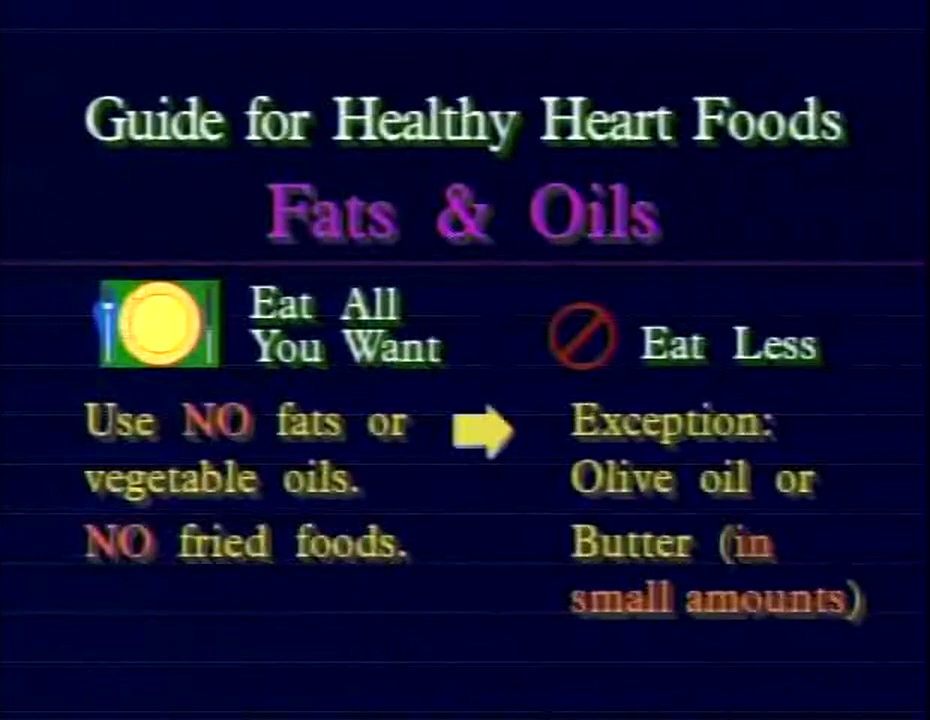 Guide for Healthy Heart Foods
Fats & Oils
Eat All
You Want
Eat Less
Use NO fats or
vegetable oils.
NO fried foods.
Exception:
Olive oil or
Butter (in
small amounts)